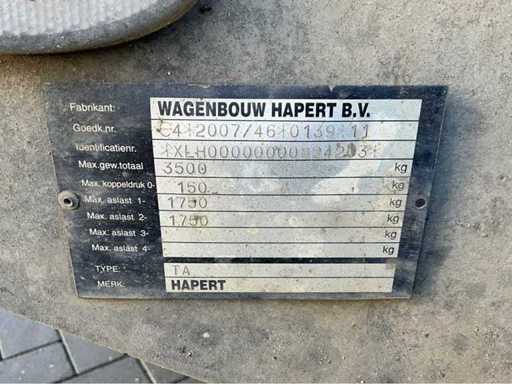 Fabrikant: WAGENBOUW HAPERT B.V.
Goedk.nr. e4*2007/46*0139*11
Identificatienr.
Max.gew.totaal 3500 kg
Max. koppeldruk 0- 150 kg
Max. aslast 1- 1750 kg
Max. aslast 2- 1750 kg
Max. aslast 3- kg
Max. aslast 4- kg
TYPE: TA
MERK: HAPERT